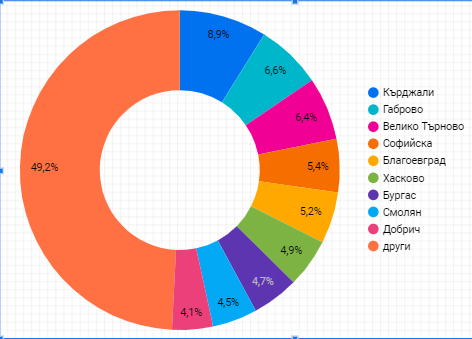 8,9%
6,6%
6,4%
5,4%
5,2%
4,9%
4,7%
4,5%
4,1%
49,2%
Кърджали
Габрово
Велико Търново
Софийска
Благоевград
Хасково
Бургас
Смолян
Добрич
други